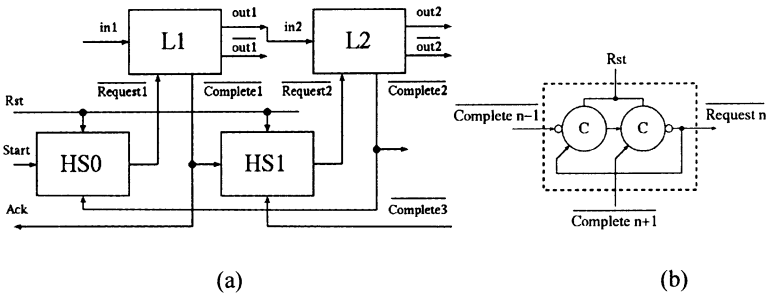 in1
L1
out1
out1
in2
L2
out2
out2
Request1
Complete1
Request2
Complete2
Rst
Start
HS0
HS1
Ack
Complete3
(a)
Rst
Complete n-1
C
C
Request n
Complete n+1
(b)